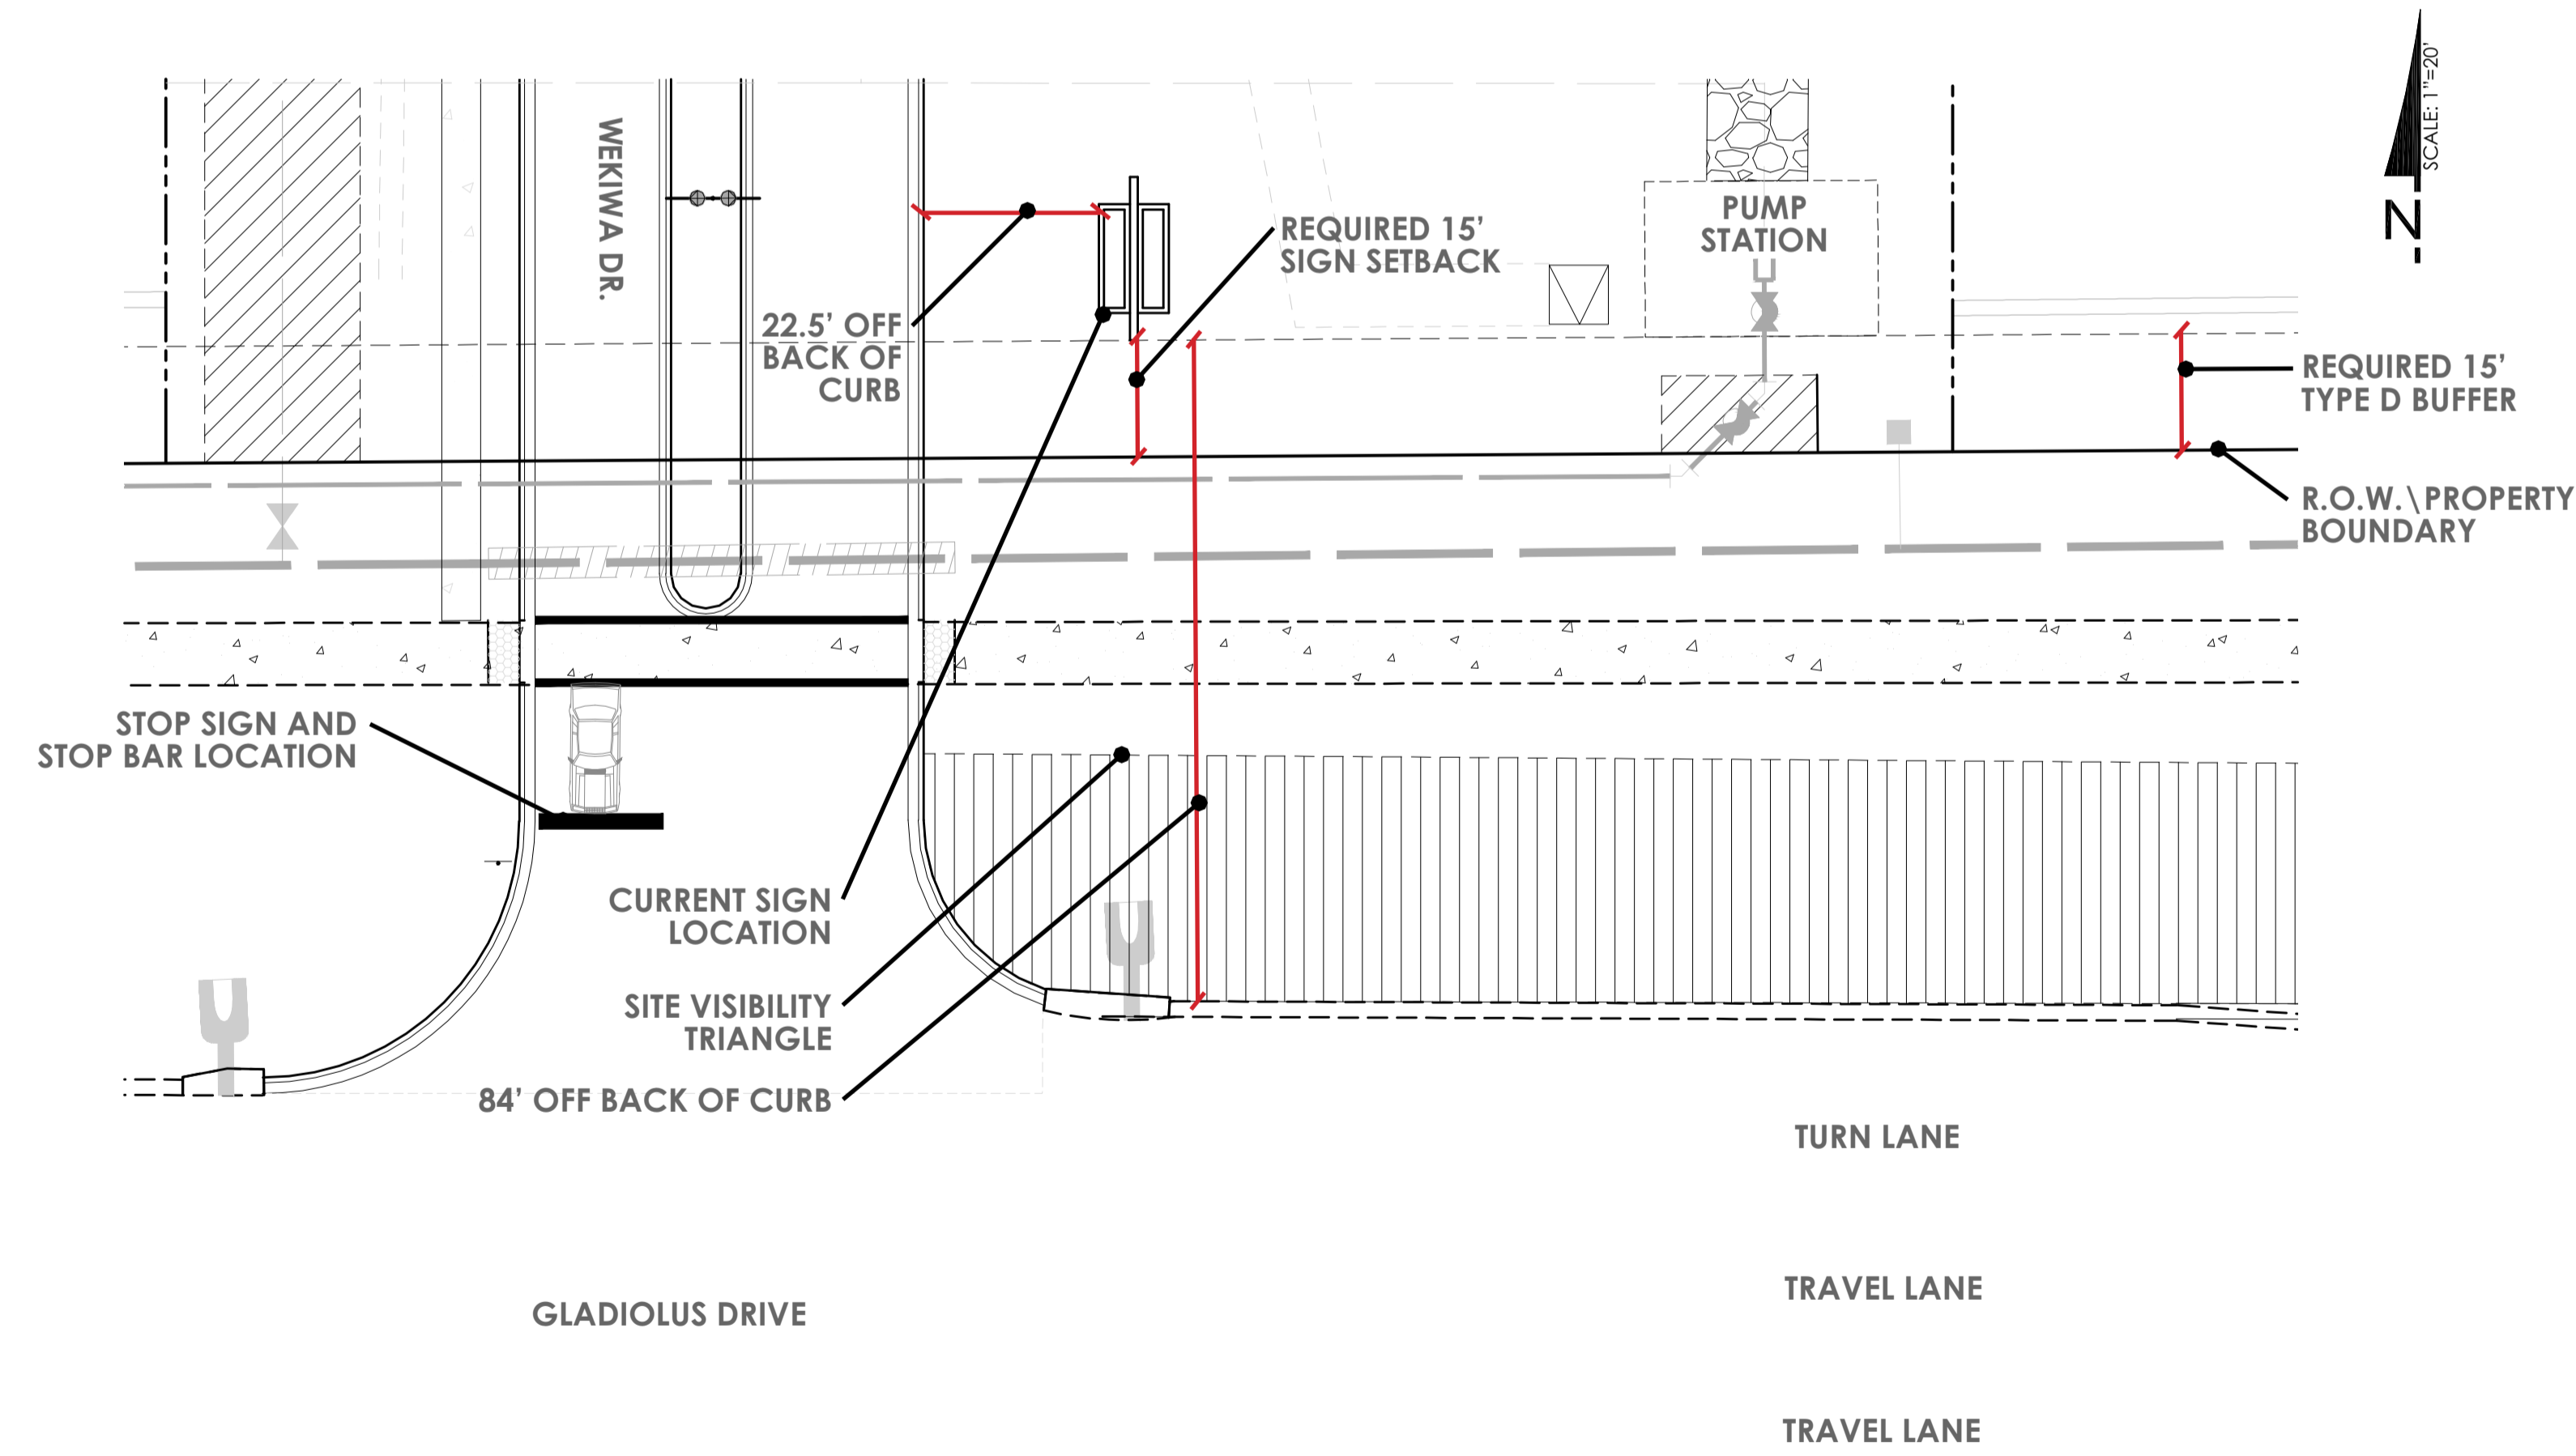 SCALE: 1"=20'
N
WEKIWA DR.
PUMP
STATION
REQUIRED 15'
SIGN SETBACK
22.5' OFF
BACK OF
CURB
REQUIRED 15'
TYPE D BUFFER
R.O.W.\PROPERTY
BOUNDARY
STOP SIGN AND
STOP BAR LOCATION
CURRENT SIGN
LOCATION
SITE VISIBILITY
TRIANGLE
84' OFF BACK OF CURB
TURN LANE
TRAVEL LANE
GLADIOLUS DRIVE
TRAVEL LANE